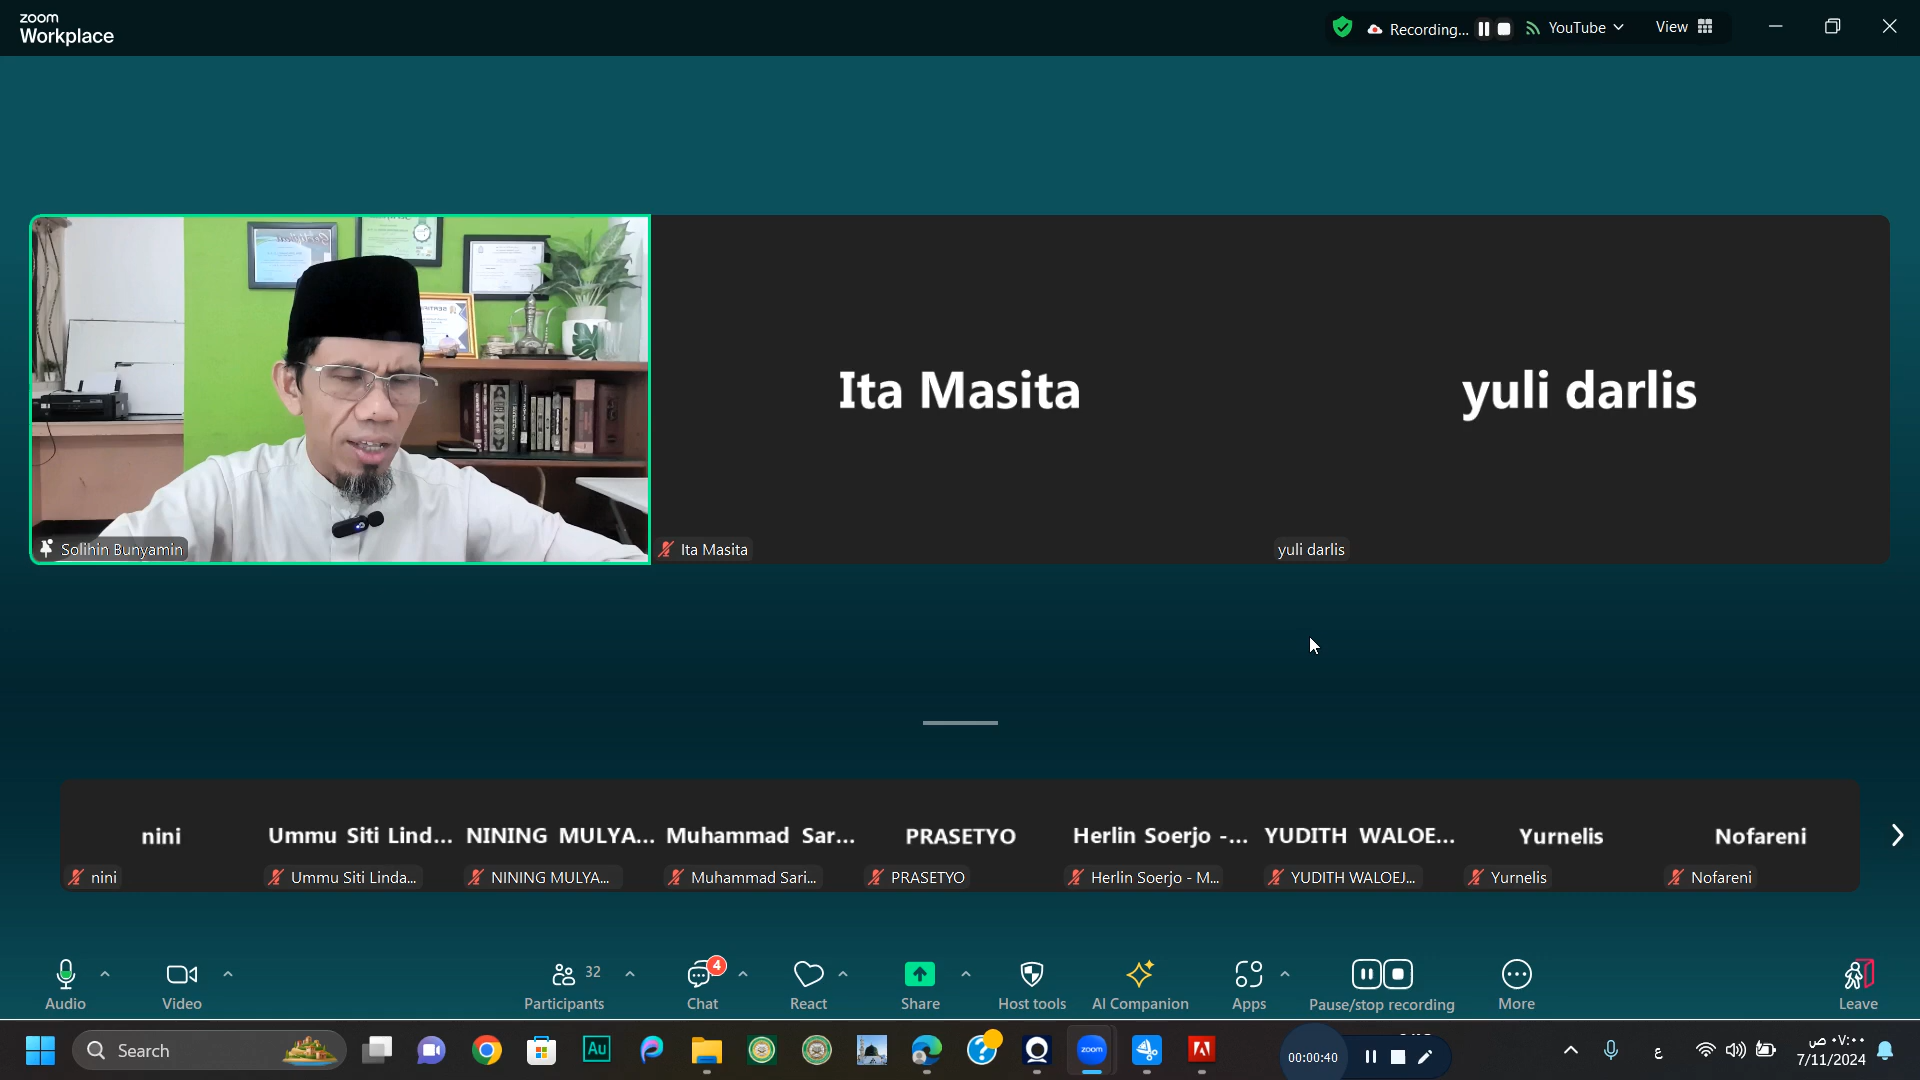 zoom
Workplace
Recording...
YouTube
View
Solihin Bunyamin
Ita Masita
Ita Masita
yuli darlis
yuli darlis
nini
Ummu Siti Lind...
NINING MULYA...
Muhammad Sar...
PRASETYO
Herlin Soerjo -...
YUDITH WALOE...
Yurnelis
Nofareni
nini
Ummu Siti Linda...
NINING MULYA...
Muhammad Sari...
PRASETYO
Herlin Soerjo - M...
YUDITH WALOEJ...
Yurnelis
Nofareni
32
4
Audio
Video
Participants
Chat
React
Share
Host tools
AI Companion
Apps
Pause/stop recording
More
Leave
Search
Au
zoom
00:00:40
ع
٠٧:٠٠ ص
7/11/2024